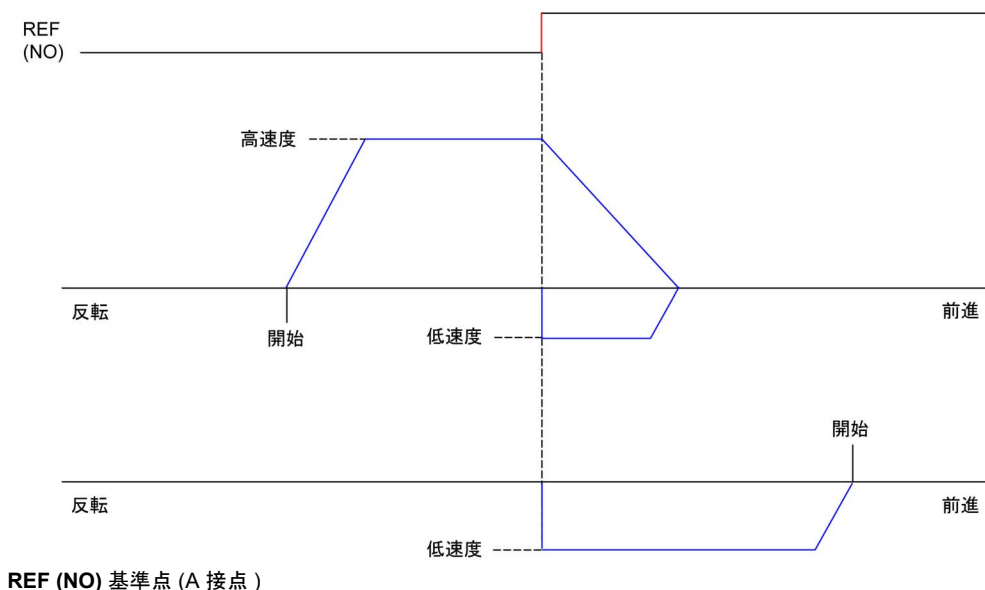 REF
(NO)
高速度
反転
前進
開始
低速度
開始
反転
前進
低速度
REF (NO) 基準点 (A 接点 )